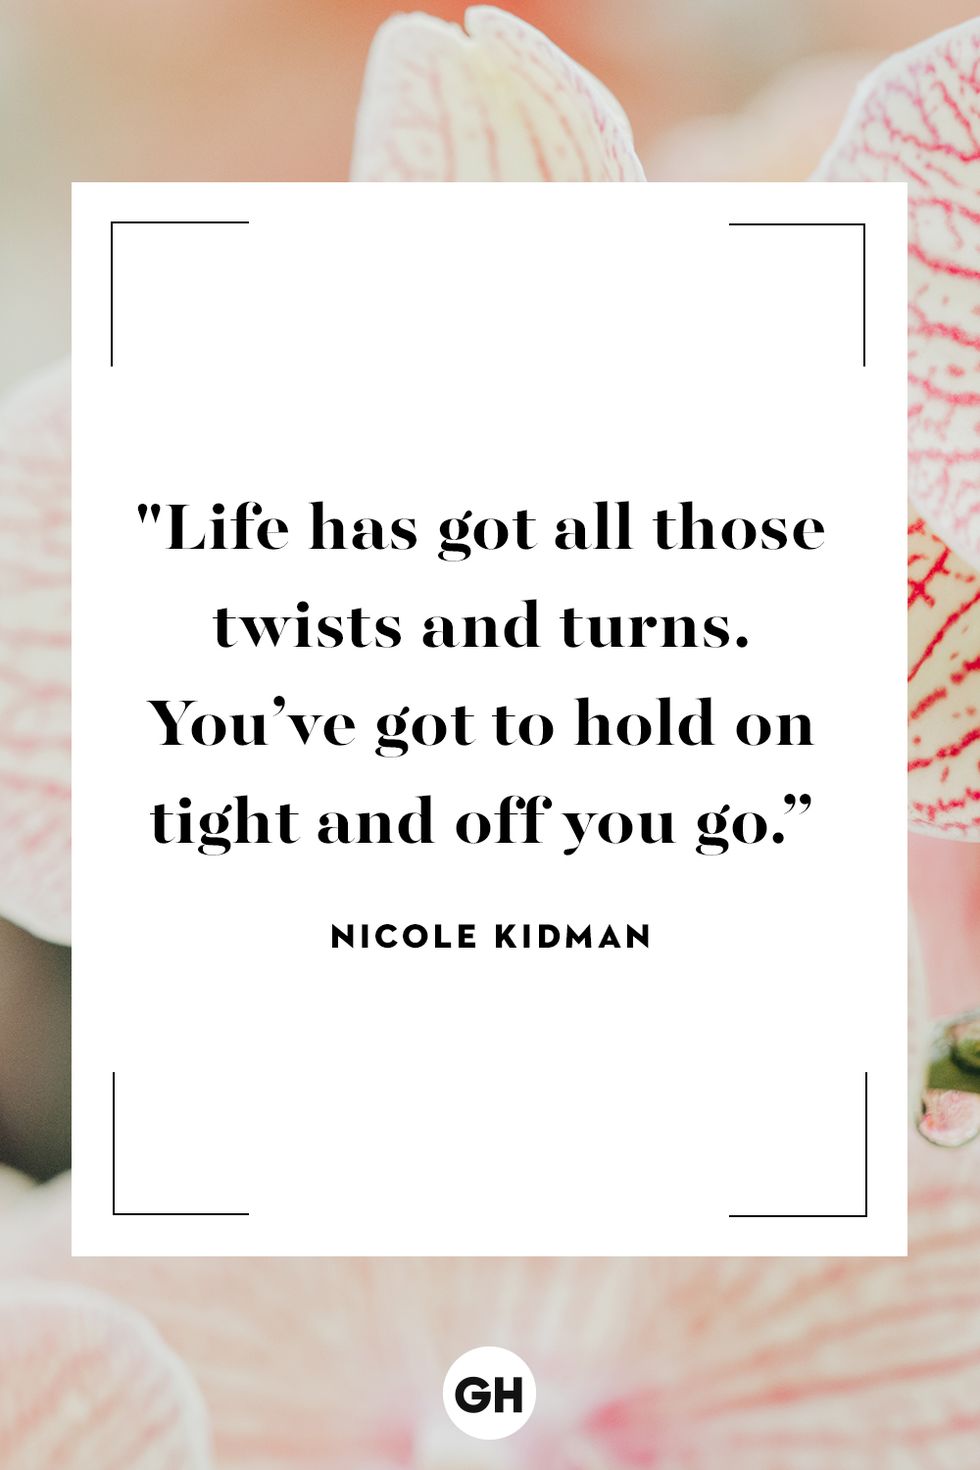 "Life has got all those
twists and turns.
You’ve got to hold on
tight and off you go.”
NICOLE KIDMAN
GH